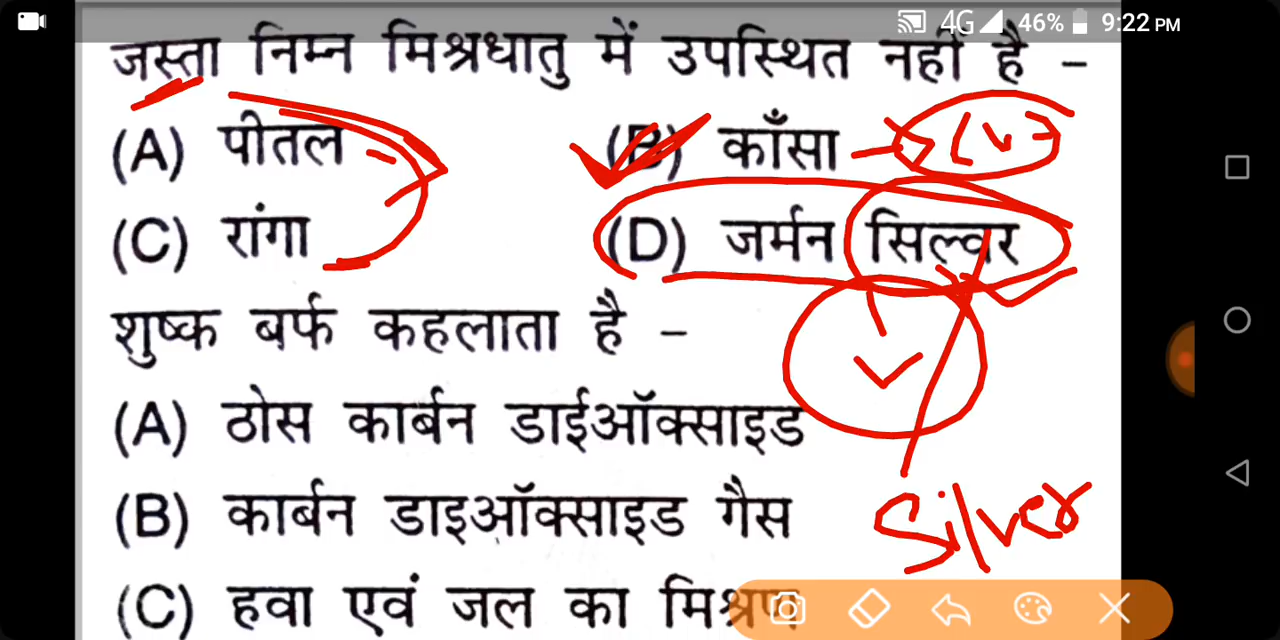 4G 46% 9:22 PM
जस्ता निम्न मिश्रधातु में उपस्थित नहीं है -
(A) पीतल (B) काँसा
(C) रांगा (D) जर्मन सिल्वर
शुष्क बर्फ कहलाता है -
(A) ठोस कार्बन डाईऑक्साइड
(B) कार्बन डाइऑक्साइड गैस
Silver
(C) हवा एवं जल का मिश्रण